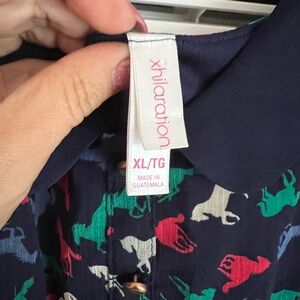 xhilaration
XL/TG
MADE IN
GUATEMALA